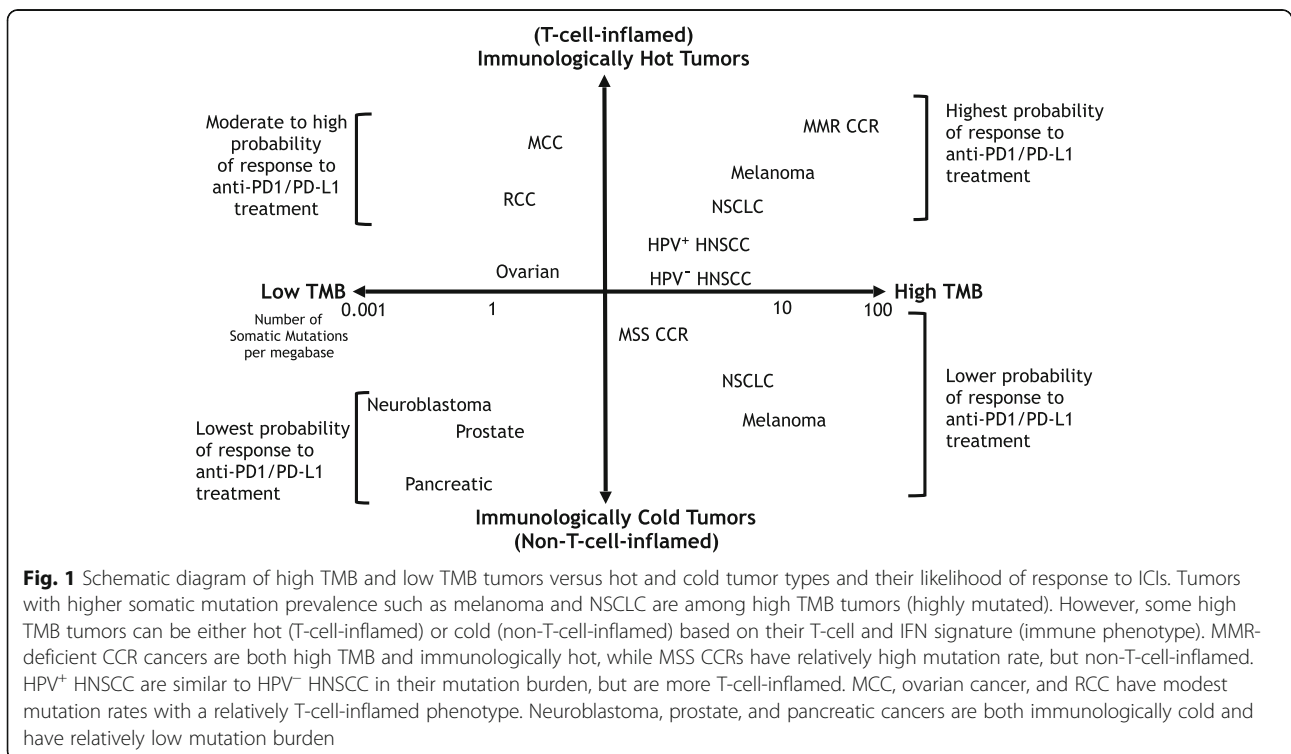 (T-cell-inflamed)
Immunologically Hot Tumors
Moderate to high
probability
of response to
anti-PD1/PD-L1
treatment
MCC
RCC
Ovarian
MMR CCR
Melanoma
NSCLC
HPV⁺ HNSCC
HPV⁻ HNSCC
Highest probability
of response to
anti-PD1/PD-L1
treatment
Low TMB
High TMB
0.001
1
10
100
Number of
Somatic Mutations
per megabase
MSS CCR
NSCLC
Melanoma
Lower probability
of response to
anti-PD1/PD-L1
treatment
Lowest probability
of response to
anti-PD1/PD-L1
treatment
Neuroblastoma
Prostate
Pancreatic
Immunologically Cold Tumors
(Non-T-cell-inflamed)
Fig. 1 Schematic diagram of high TMB and low TMB tumors versus hot and cold tumor types and their likelihood of response to ICIs. Tumors
with higher somatic mutation prevalence such as melanoma and NSCLC are among high TMB tumors (highly mutated). However, some high
TMB tumors can be either hot (T-cell-inflamed) or cold (non-T-cell-inflamed) based on their T-cell and IFN signature (immune phenotype). MMR-
deficient CCR cancers are both high TMB and immunologically hot, while MSS CCRs have relatively high mutation rate, but non-T-cell-inflamed.
HPV⁺ HNSCC are similar to HPV⁻ HNSCC in their mutation burden, but are more T-cell-inflamed. MCC, ovarian cancer, and RCC have modest
mutation rates with a relatively T-cell-inflamed phenotype. Neuroblastoma, prostate, and pancreatic cancers are both immunologically cold and
have relatively low mutation burden